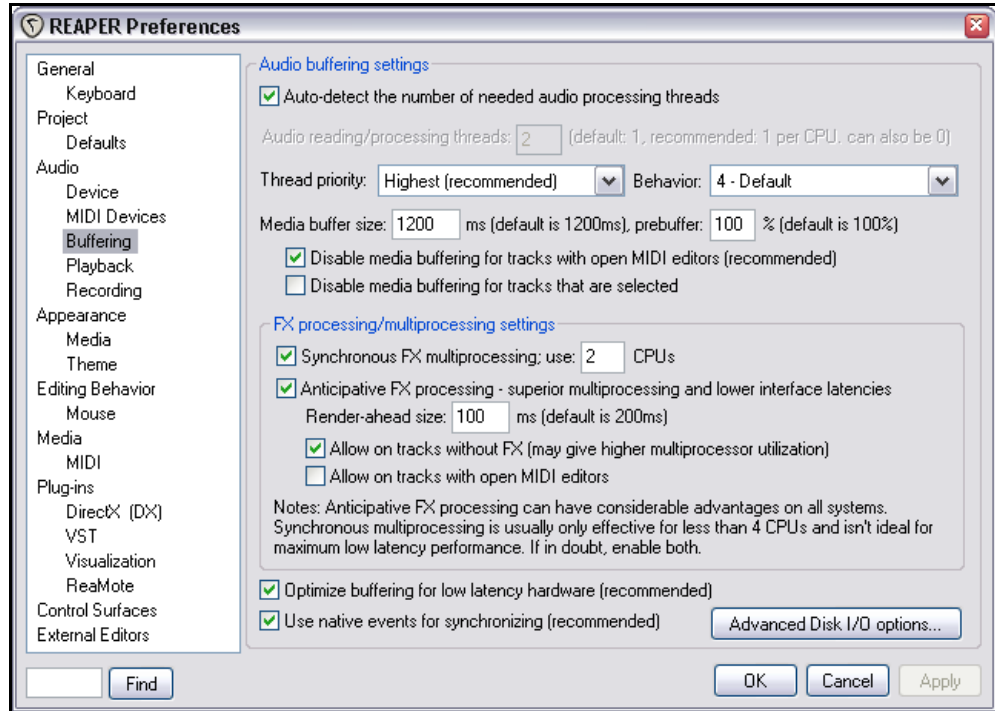 REAPER Preferences
General
Keyboard
Project
Defaults
Audio
Device
MIDI Devices
Buffering
Playback
Recording
Appearance
Media
Theme
Editing Behavior
Mouse
Media
MIDI
Plug-ins
DirectX (DX)
VST
Visualization
ReaMote
Control Surfaces
External Editors
Find
Audio buffering settings
Auto-detect the number of needed audio processing threads
Audio reading/processing threads: 2 (default: 1, recommended: 1 per CPU. can also be 0)
Thread priority: Highest (recommended) Behavior: 4 - Default
Media buffer size: 1200 ms (default is 1200ms), prebuffer: 100 % (default is 100%)
Disable media buffering for tracks with open MIDI editors (recommended)
Disable media buffering for tracks that are selected
FX processing/multiprocessing settings
Synchronous FX multiprocessing; use: 2 CPUs
Anticipative FX processing - superior multiprocessing and lower interface latencies
Render-ahead size: 100 ms (default is 200ms)
Allow on tracks without FX (may give higher multiprocessor utilization)
Allow on tracks with open MIDI editors
Notes: Anticipative FX processing can have considerable advantages on all systems.
Synchronous multiprocessing is usually only effective for less than 4 CPUs and isn't ideal for
maximum low latency performance. If in doubt, enable both.
Optimize buffering for low latency hardware (recommended)
Use native events for synchronizing (recommended)
Advanced Disk I/O options...
OK Cancel Apply